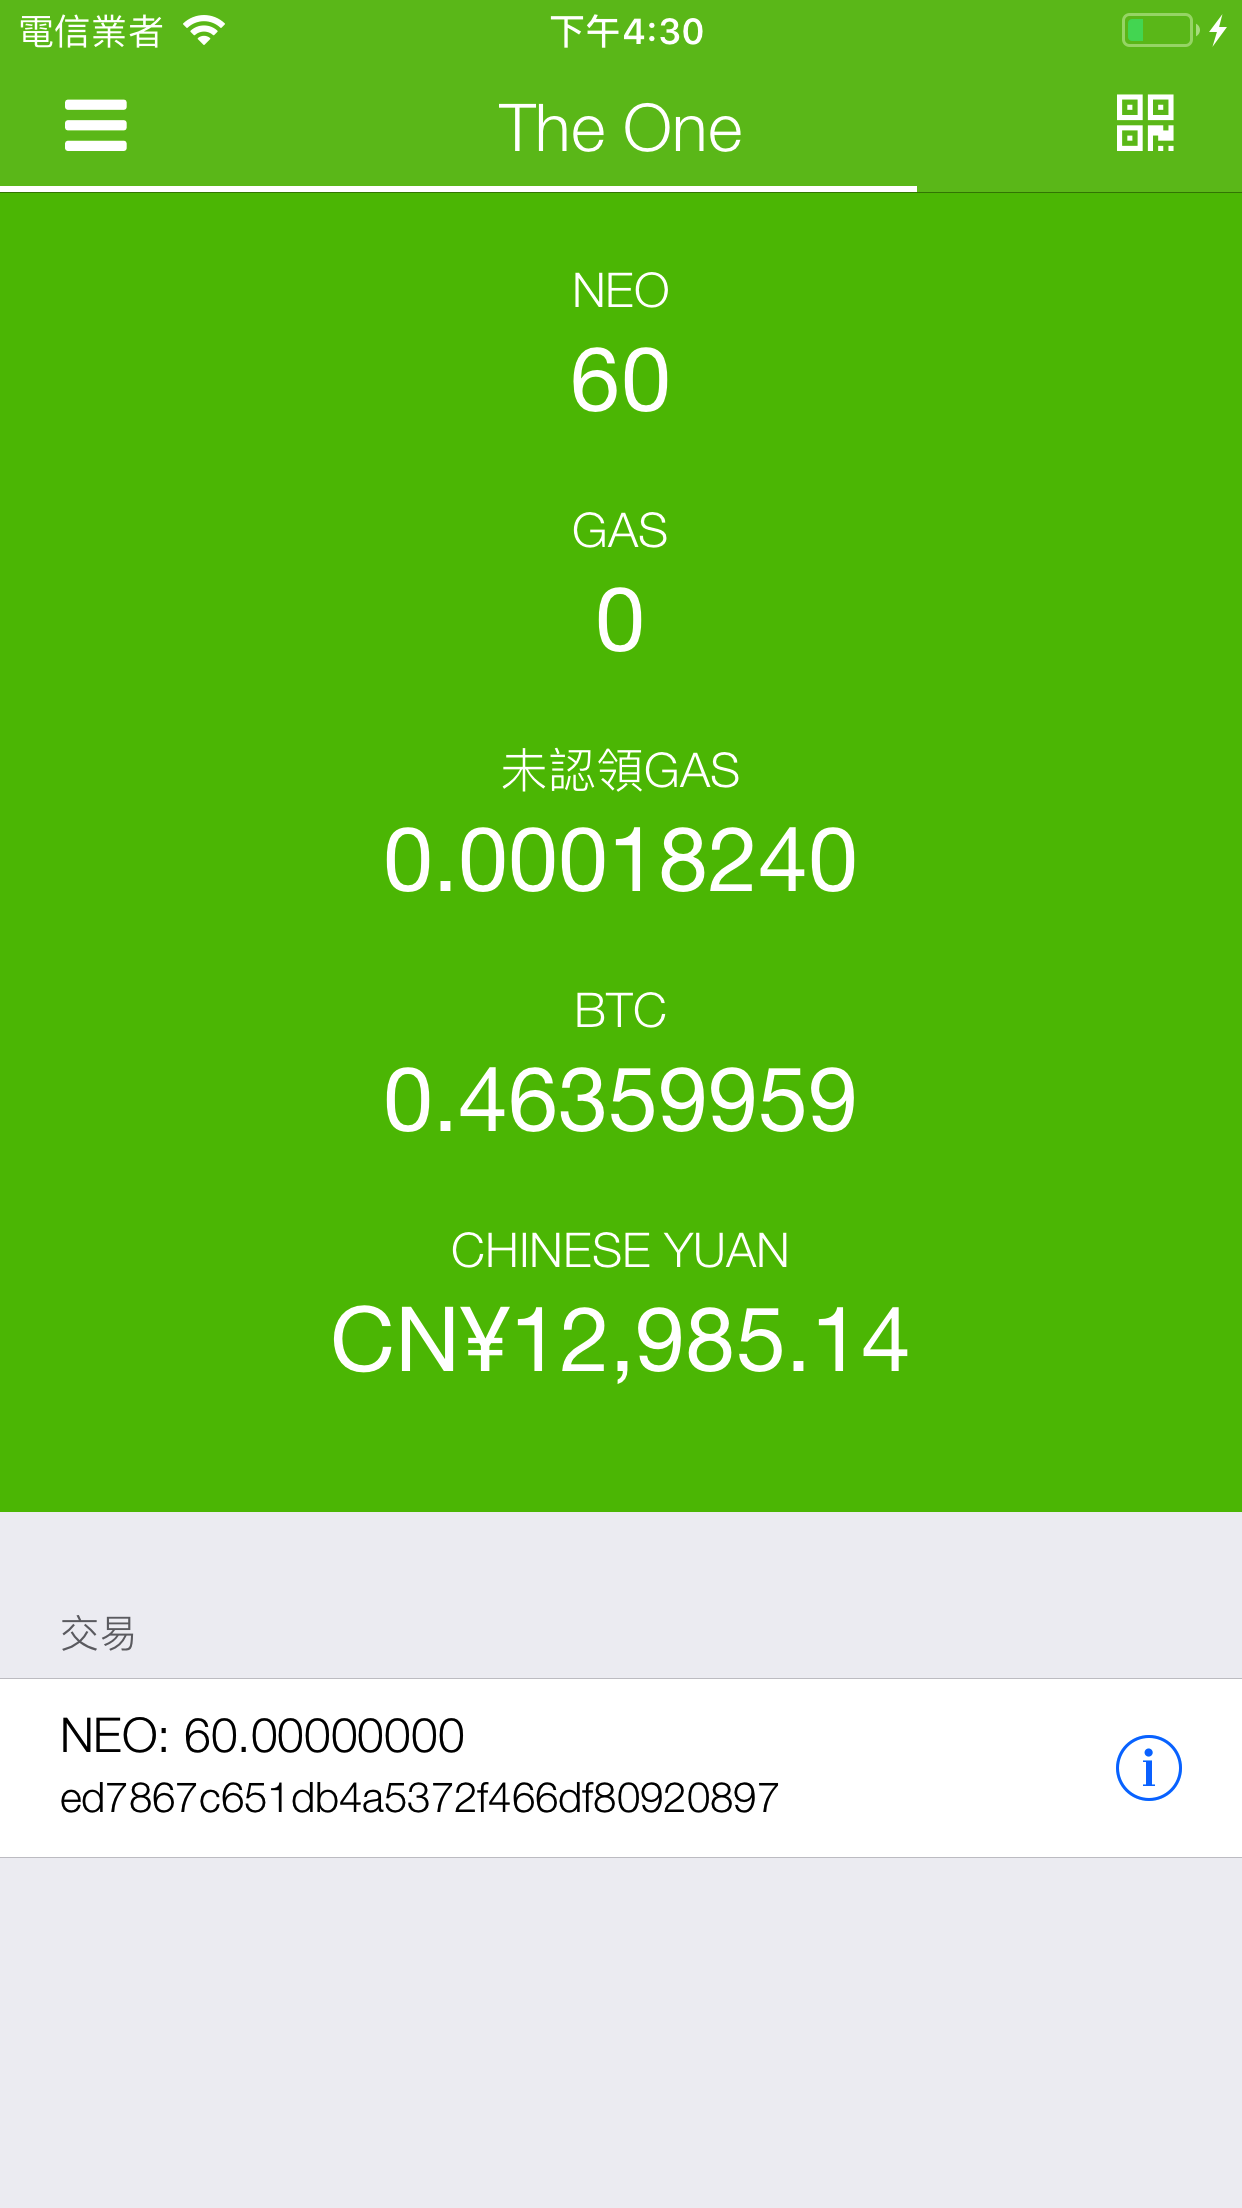 電信業者 下午4:30
The One
NEO
60
GAS
0
未認領GAS
0.00018240
BTC
0.46359959
CHINESE YUAN
CN¥12,985.14
交易
NEO: 60.00000000
ed7867c651db4a5372f466df80920897